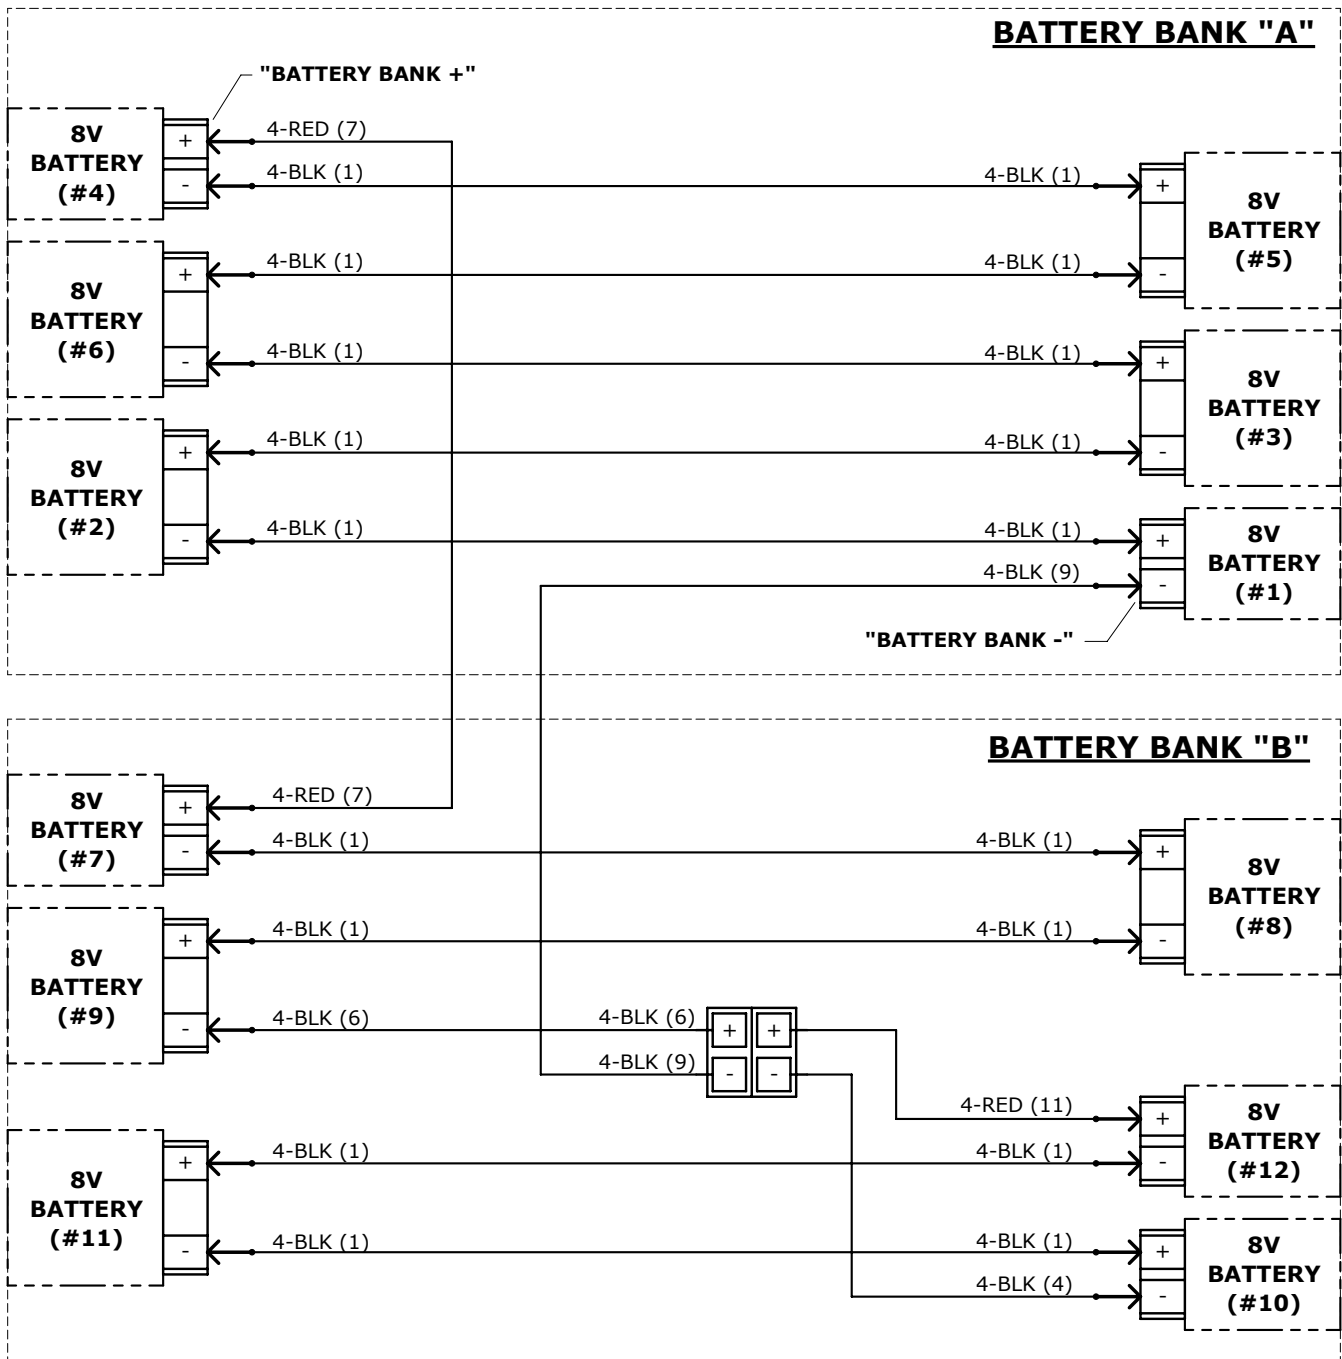 BATTERY BANK "A"
"BATTERY BANK +"
8V
BATTERY
(#4)
+
-
4-RED (7)
4-BLK (1)
4-BLK (1)
+
-
8V
BATTERY
(#5)
8V
BATTERY
(#6)
+
-
4-BLK (1)
4-BLK (1)
4-BLK (1)
4-BLK (1)
+
-
8V
BATTERY
(#3)
8V
BATTERY
(#2)
+
-
4-BLK (1)
4-BLK (1)
4-BLK (1)
4-BLK (1)
4-BLK (9)
+
-
8V
BATTERY
(#1)
"BATTERY BANK -"
BATTERY BANK "B"
8V
BATTERY
(#7)
+
-
4-RED (7)
4-BLK (1)
4-BLK (1)
+
-
8V
BATTERY
(#8)
8V
BATTERY
(#9)
+
-
4-BLK (1)
4-BLK (1)
4-BLK (6)
4-BLK (6)
4-BLK (9)
+ +
- -
4-RED (11)
+
-
8V
BATTERY
(#12)
8V
BATTERY
(#11)
+
-
4-BLK (1)
4-BLK (1)
4-BLK (1)
4-BLK (1)
4-BLK (4)
+
-
8V
BATTERY
(#10)